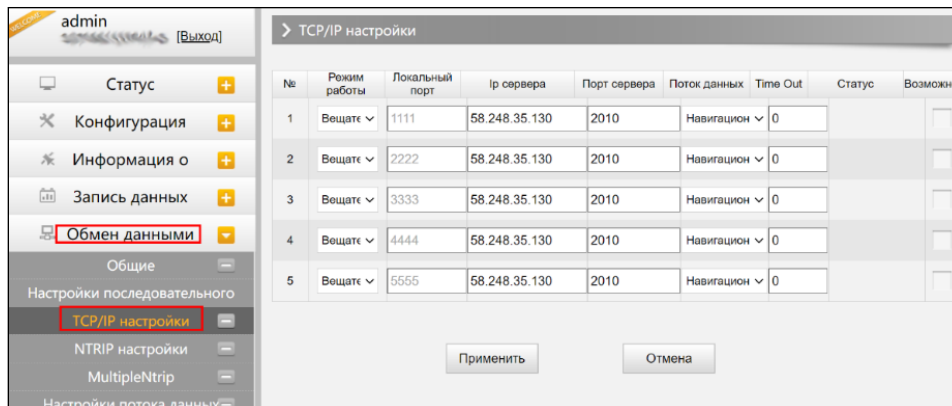 WELCOME
admin
[Выход]
TCP/IP настройки
Статус
Конфигурация
Информация о
Запись данных
Обмен данными
Общие
Настройки последовательного
TCP/IP настройки
NTRIP настройки
MultipleNtrip
Настройки потока данных
№ Режим работы Локальный порт Ip сервера Порт сервера Поток данных Time Out Статус Возможн
1 Вещате 1111 58.248.35.130 2010 Навигацион 0
2 Вещате 2222 58.248.35.130 2010 Навигацион 0
3 Вещате 3333 58.248.35.130 2010 Навигацион 0
4 Вещате 4444 58.248.35.130 2010 Навигацион 0
5 Вещате 5555 58.248.35.130 2010 Навигацион 0
Применить Отмена